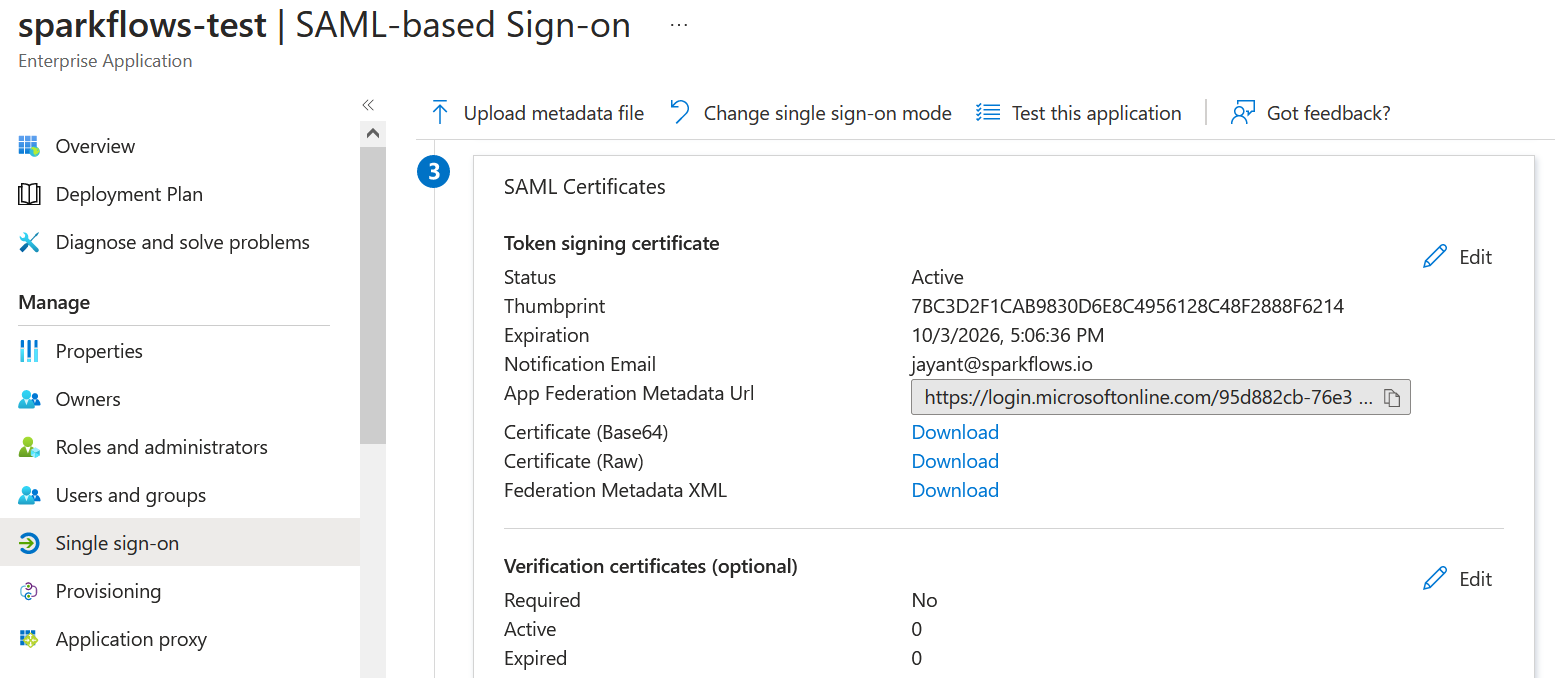 sparkflows-test | SAML-based Sign-on ...
Enterprise Application
«
Overview
Deployment Plan
Diagnose and solve problems
Manage
Properties
Owners
Roles and administrators
Users and groups
Single sign-on
Provisioning
Application proxy
Upload metadata file Change single sign-on mode Test this application Got feedback?
3
SAML Certificates
Token signing certificate Edit
Status Active
Thumbprint 7BC3D2F1CAB9830D6E8C4956128C48F2888F6214
Expiration 10/3/2026, 5:06:36 PM
Notification Email jayant@sparkflows.io
App Federation Metadata Url https://login.microsoftonline.com/95d882cb-76e3 ...
Certificate (Base64) Download
Certificate (Raw) Download
Federation Metadata XML Download
Verification certificates (optional) Edit
Required No
Active 0
Expired 0